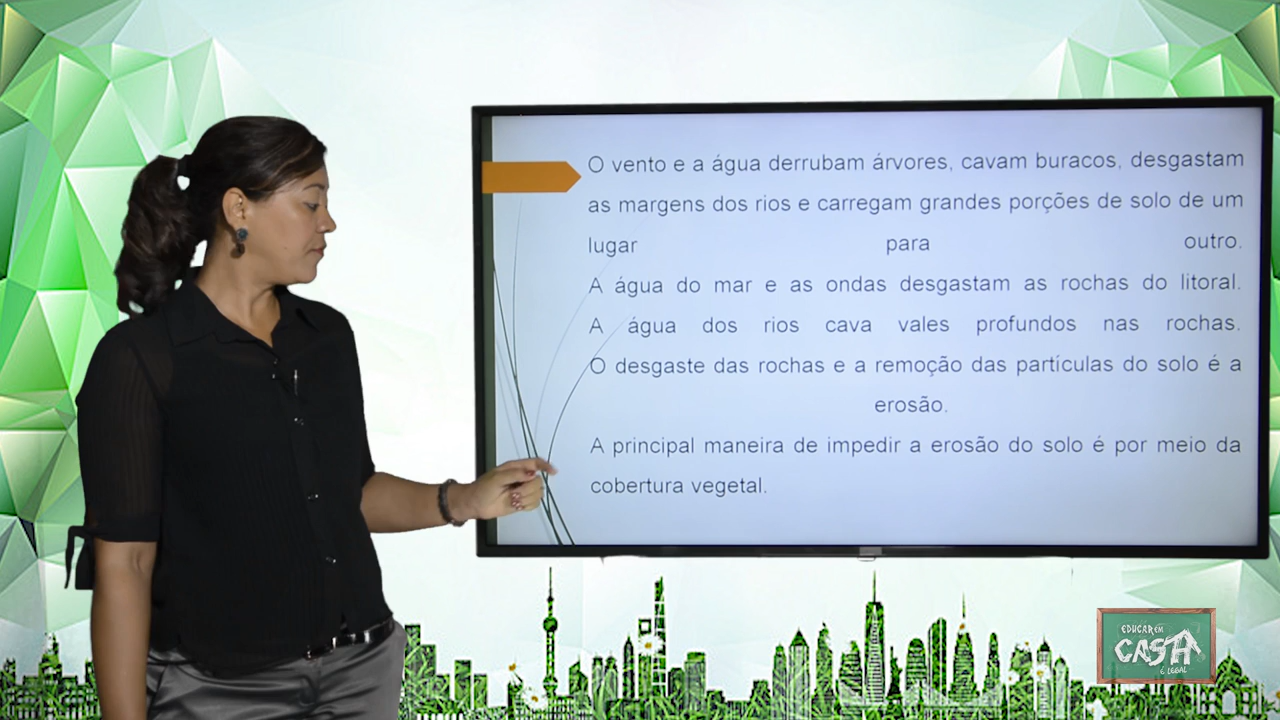 O vento e a água derrubam árvores, cavam buracos, desgastam
as margens dos rios e carregam grandes porções de solo de um
lugar para outro.
A água do mar e as ondas desgastam as rochas do litoral.
A água dos rios cava vales profundos nas rochas.
O desgaste das rochas e a remoção das partículas do solo é a
erosão.
A principal maneira de impedir a erosão do solo é por meio da
cobertura vegetal.
EDUCAR EM
CASA
É LEGAL